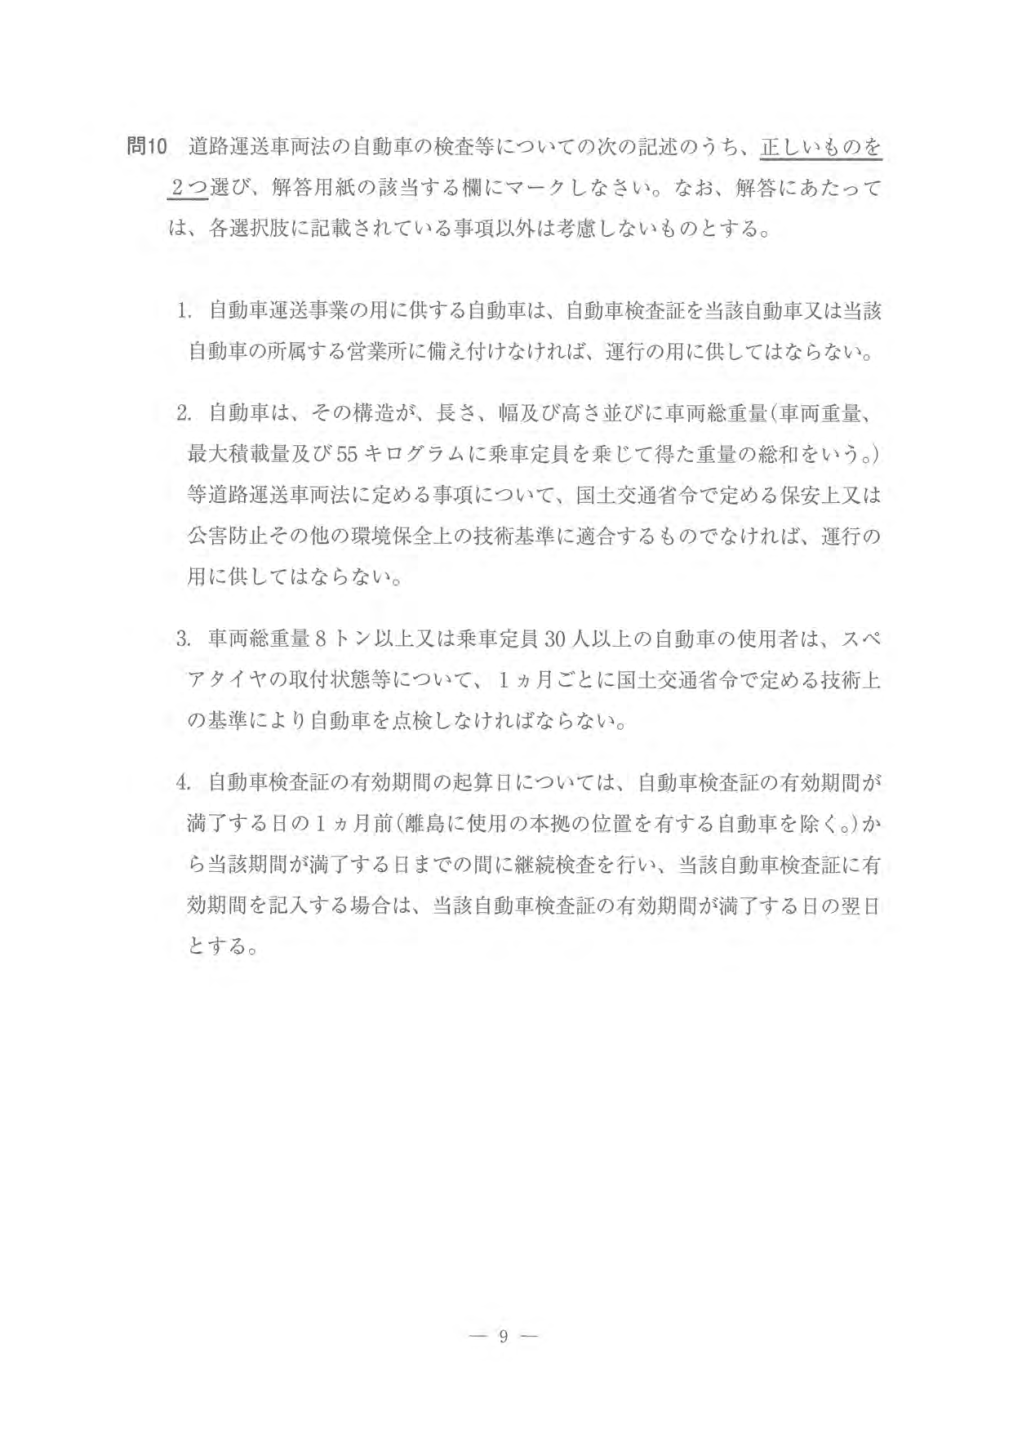 問10 道路運送車両法の自動車の検査等についての次の記述のうち、正しいものを
2つ選び、解答用紙の該当する欄にマークしなさい。なお、解答にあたって
は、各選択肢に記載されている事項以外は考慮しないものとする。
1. 自動車運送事業の用に供する自動車は、自動車検査証を当該自動車又は当該
自動車の所属する営業所に備え付けなければ、運行の用に供してはならない。
2. 自動車は、その構造が、長さ、幅及び高さ並びに車両総重量(車両重量、
最大積載量及び55キログラムに乗車定員を乗じて得た重量の総和をいう。)
等道路運送車両法に定める事項について、国土交通省令で定める保安上又は
公害防止その他の環境保全上の技術基準に適合するものでなければ、運行の
用に供してはならない。
3. 車両総重量8トン以上又は乗車定員30人以上の自動車の使用者は、スペ
アタイヤの取付状態等について、1ヵ月ごとに国土交通省令で定める技術上
の基準により自動車を点検しなければならない。
4. 自動車検査証の有効期間の起算日については、自動車検査証の有効期間が
満了する日の1ヵ月前(離島に使用の本拠の位置を有する自動車を除く。)か
ら当該期間が満了する日までの間に継続検査を行い、当該自動車検査証に有
効期間を記入する場合は、当該自動車検査証の有効期間が満了する日の翌日
とする。
— 9 —